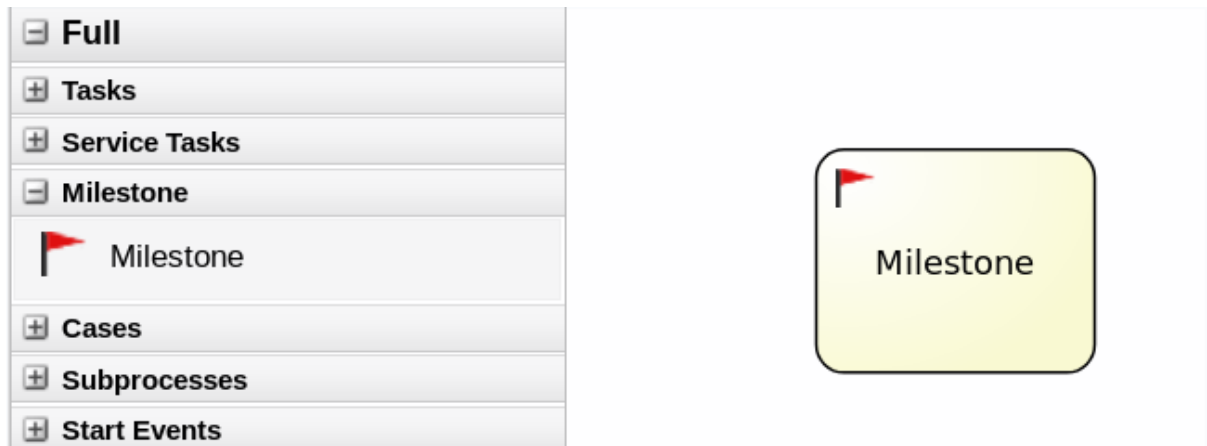 Full
Tasks
Service Tasks
Milestone
Milestone
Cases
Subprocesses
Start Events
Milestone